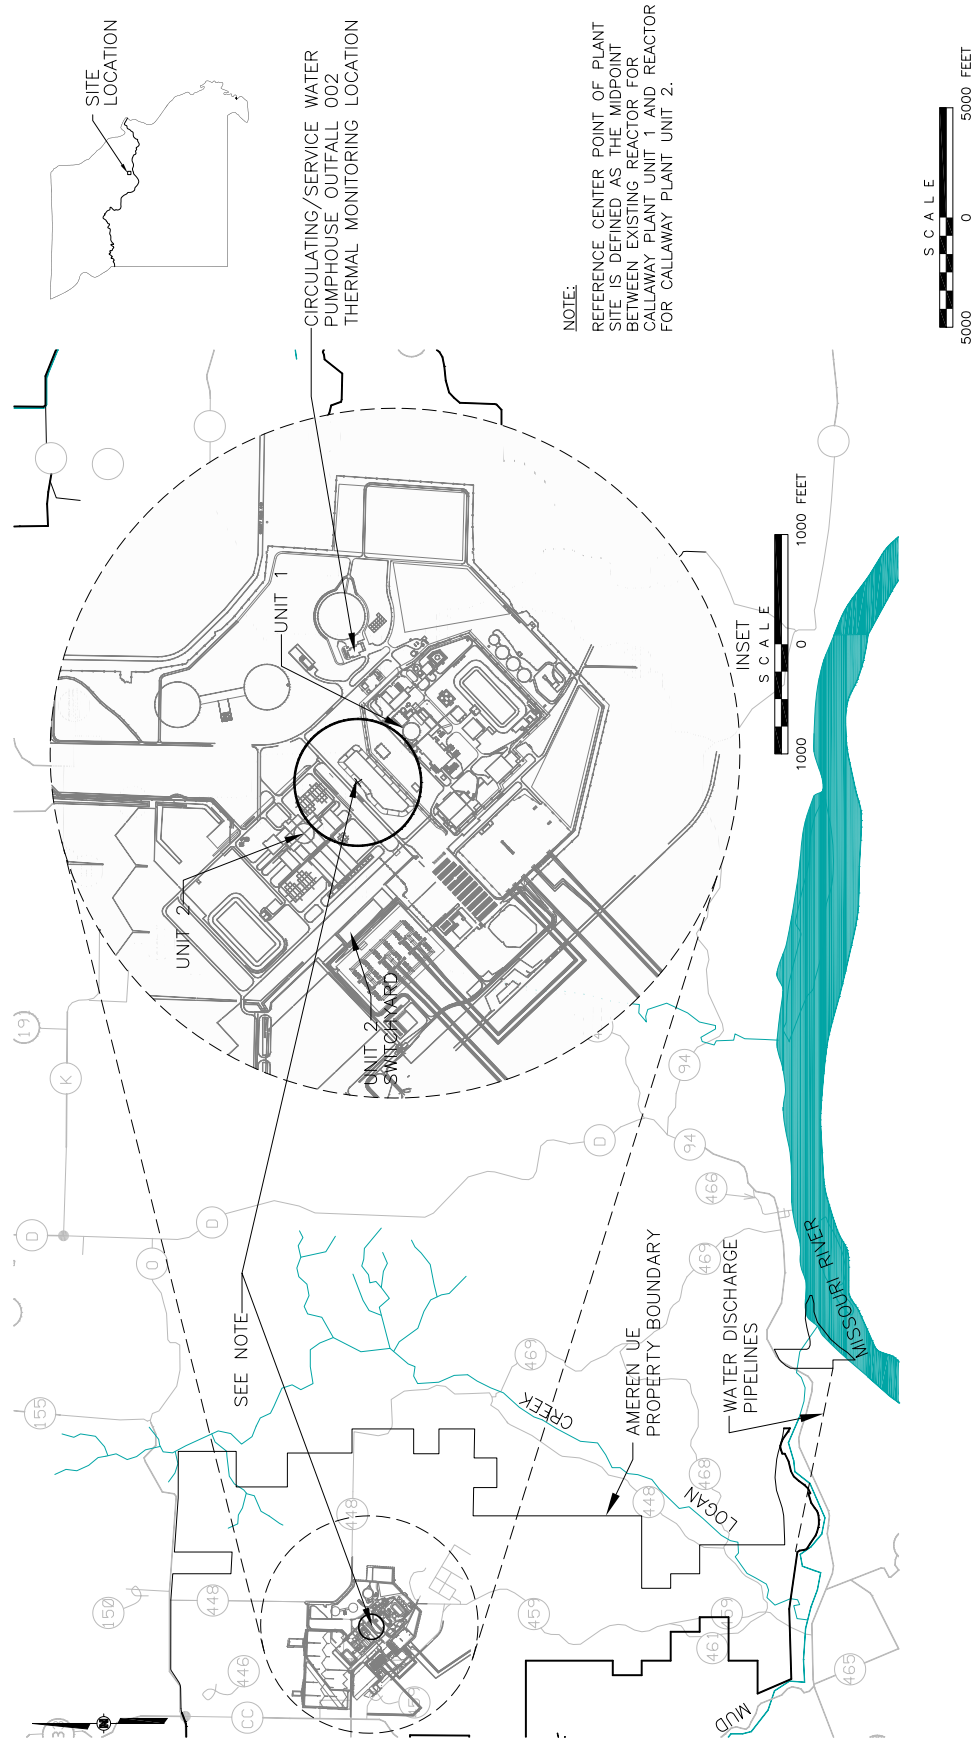 SITE
LOCATION
CIRCULATING/SERVICE WATER
PUMPHOUSE OUTFALL 002
THERMAL MONITORING LOCATION
NOTE:
REFERENCE CENTER POINT OF PLANT
SITE IS DEFINED AS THE MIDPOINT
BETWEEN EXISTING REACTOR FOR
CALLAWAY PLANT UNIT 1 AND REACTOR
FOR CALLAWAY PLANT UNIT 2.
SCALE
5000
0
5000 FEET
UNIT 1
UNIT 2
UNIT 2
SWITCHYARD
INSET
SCALE
1000
0
1000 FEET
SEE NOTE
AMEREN UE
PROPERTY BOUNDARY
WATER DISCHARGE
PIPELINES
MISSOURI RIVER
LOGAN
CREEK
MUD
(19)
K
D
D
D
O
94
94
466
469
469
155
448
448
448
468
150
446
CC
459
459
461
465